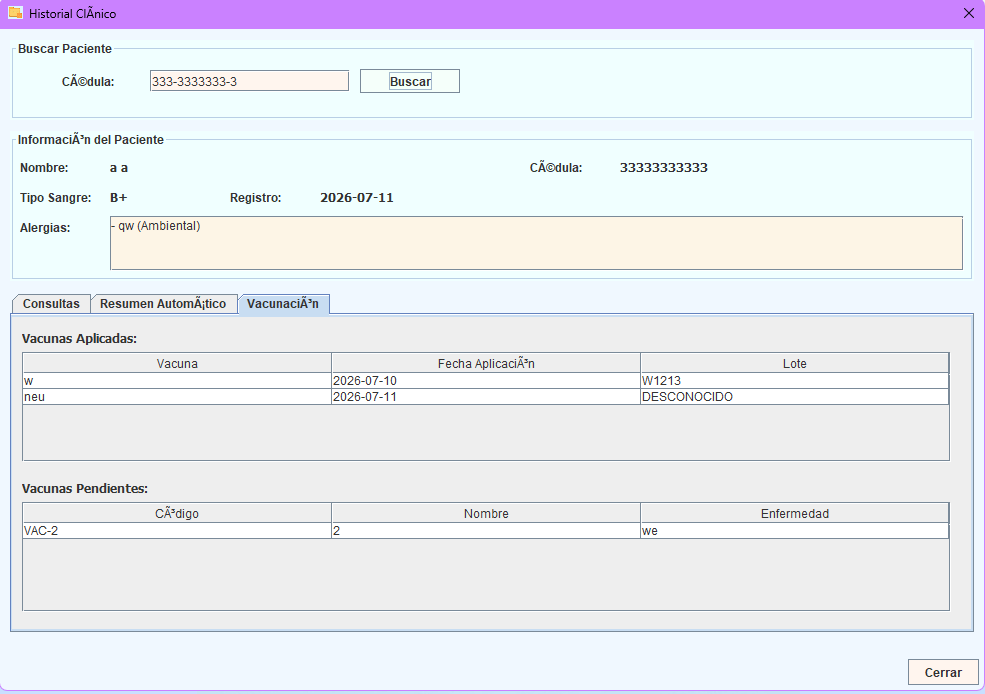 Historial ClÃnico
Buscar Paciente
CÃ©dula: 333-3333333-3 Buscar
InformaciÃ³n del Paciente
Nombre: a a CÃ©dula: 33333333333
Tipo Sangre: B+ Registro: 2026-07-11
Alergias: - qw (Ambiental)
Consultas Resumen AutomÃ¡tico VacunaciÃ³n
Vacunas Aplicadas:
Vacuna Fecha AplicaciÃ³n Lote
w 2026-07-10 W1213
neu 2026-07-11 DESCONOCIDO
Vacunas Pendientes:
CÃ³digo Nombre Enfermedad
VAC-2 2 we
Cerrar